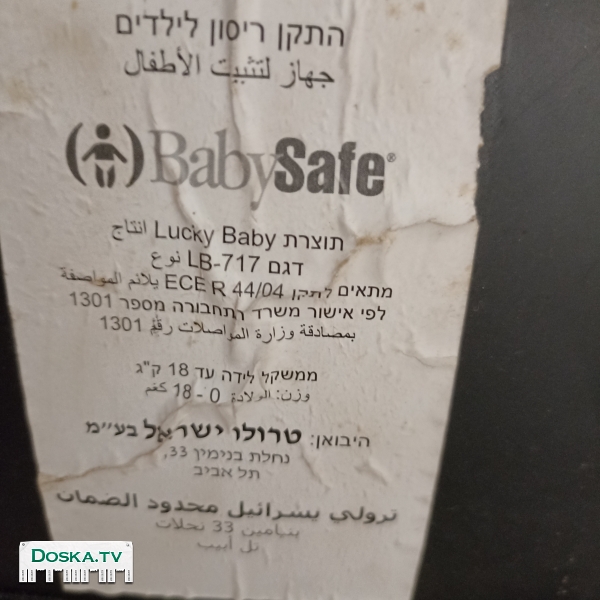 התקן ריסון לילדים
جهاز لتثبيت الأطفال
BabySafe®
תוצרת Lucky Baby انتاج
דגם LB-717 نوع
מתאים לתקן ECE R 44/04 يلائم المواصفة
לפי אישור משרד התחבורה מספר 1301
بمصادقة وزارة المواصلات رقم 1301
ממשקל לידה עד 18 ק"ג
وزن: الولادة 0 - 18 كغم
היבואן: טרולו ישראל בע"מ
נחלת בנימין 33,
תל אביב
ترولي يسرائيل محدود الضمان
بنيامين 33 نحلات
تل أبيب
DOSKA.TV